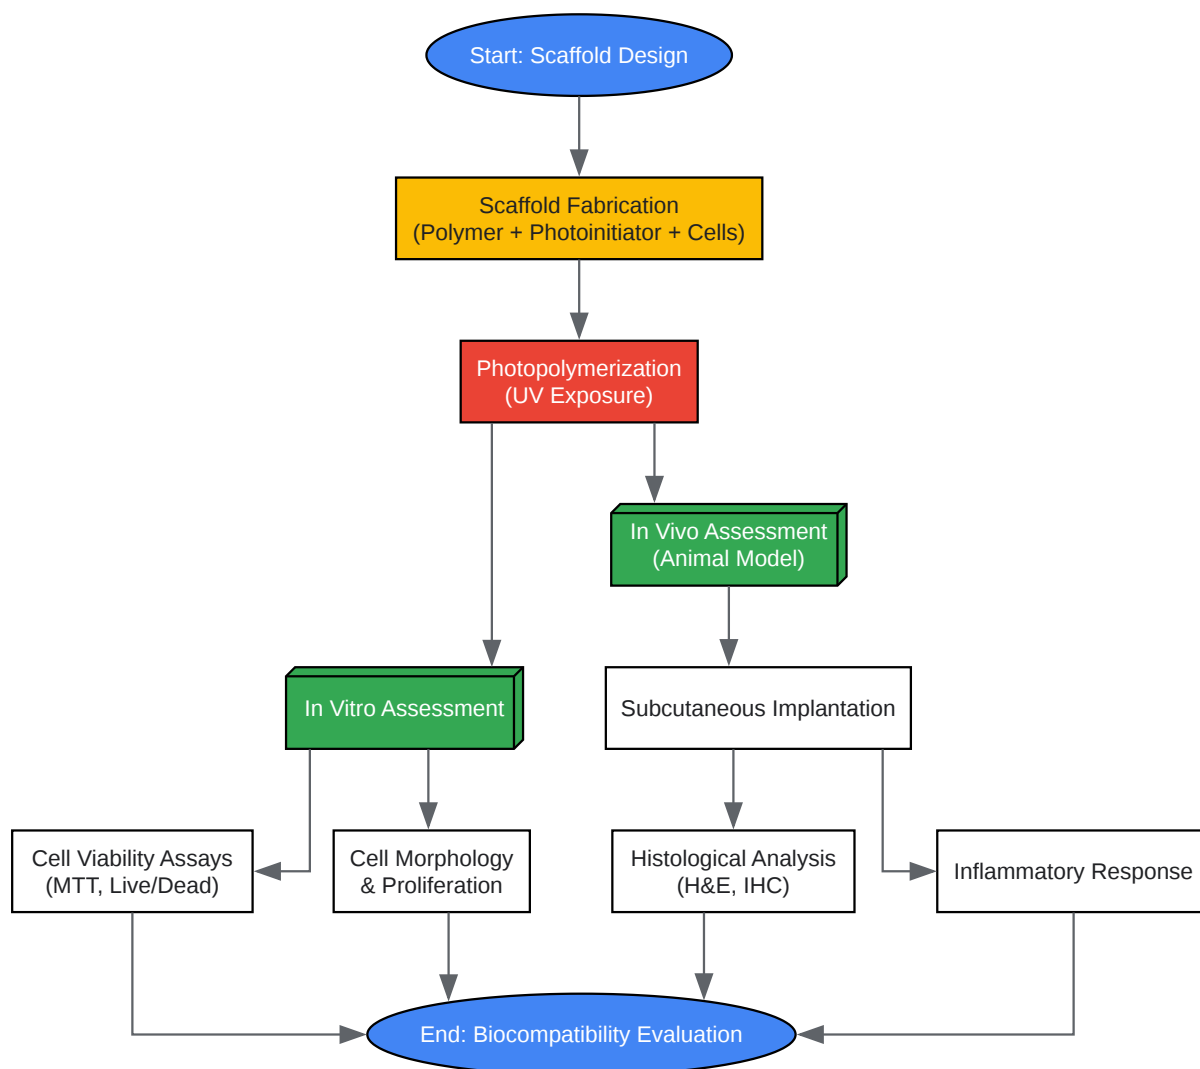 Start: Scaffold Design
Scaffold Fabrication
(Polymer + Photoinitiator + Cells)
Photopolymerization
(UV Exposure)
In Vivo Assessment
(Animal Model)
In Vitro Assessment
Subcutaneous Implantation
Cell Viability Assays
(MTT, Live/Dead)
Cell Morphology
& Proliferation
Histological Analysis
(H&E, IHC)
Inflammatory Response
End: Biocompatibility Evaluation